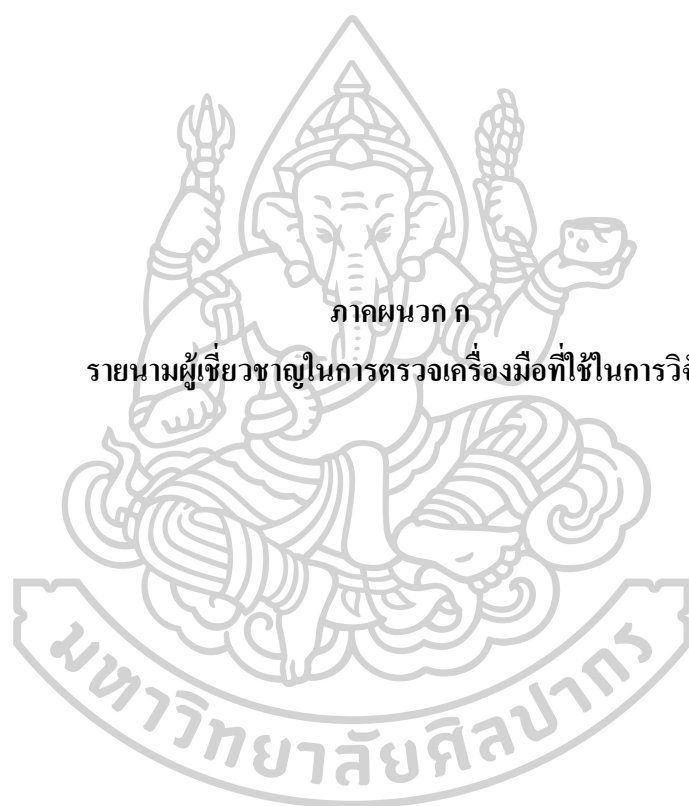 ภาคผนวก ก
รายนามผู้เชี่ยวชาญในการตรวจเครื่องมือที่ใช้ในการวิจ
มหาวิทยาลัยศิลปากร